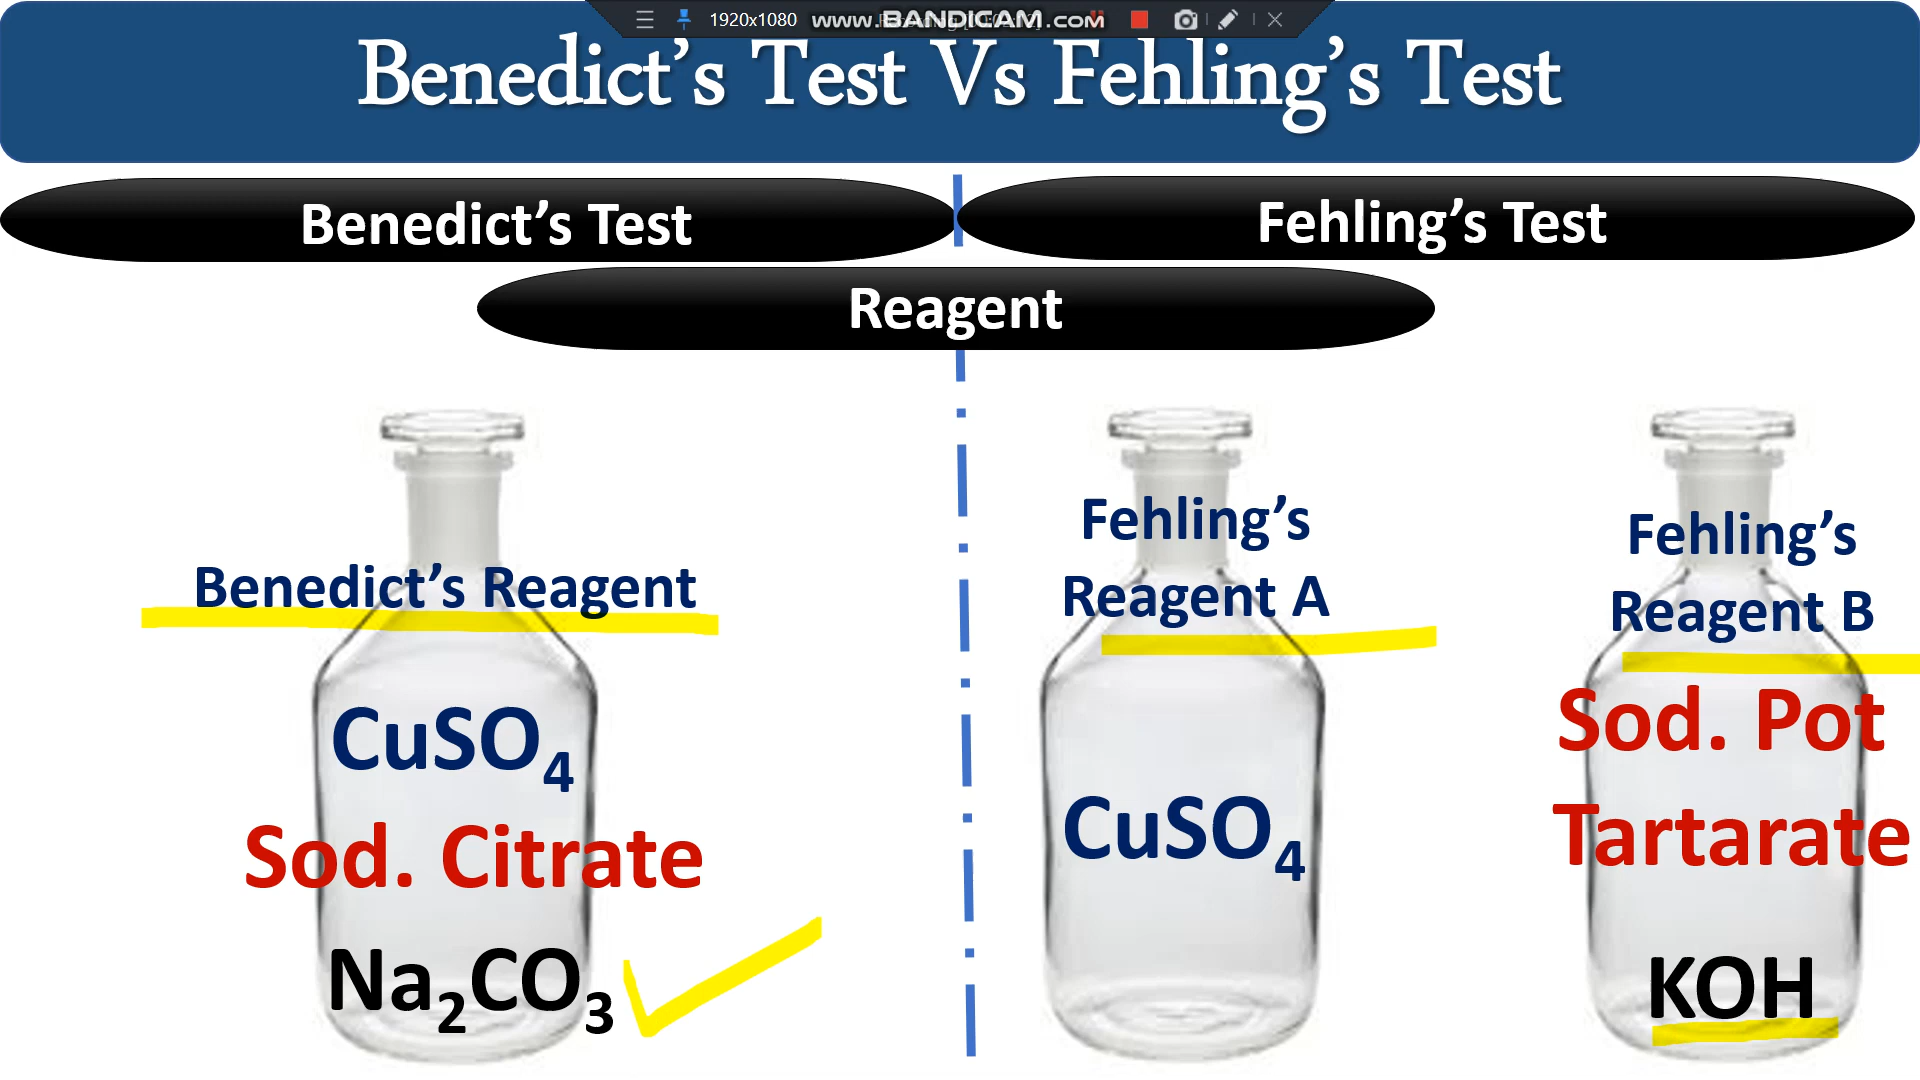 1920x1080
www.BANDICAM.com
Benedict's Test Vs Fehling's Test
Benedict's Test
Fehling's Test
Reagent
Benedict's Reagent
CuSO₄
Sod. Citrate
Na₂CO₃
Fehling's
Reagent A
CuSO₄
Fehling's
Reagent B
Sod. Pot
Tartarate
KOH